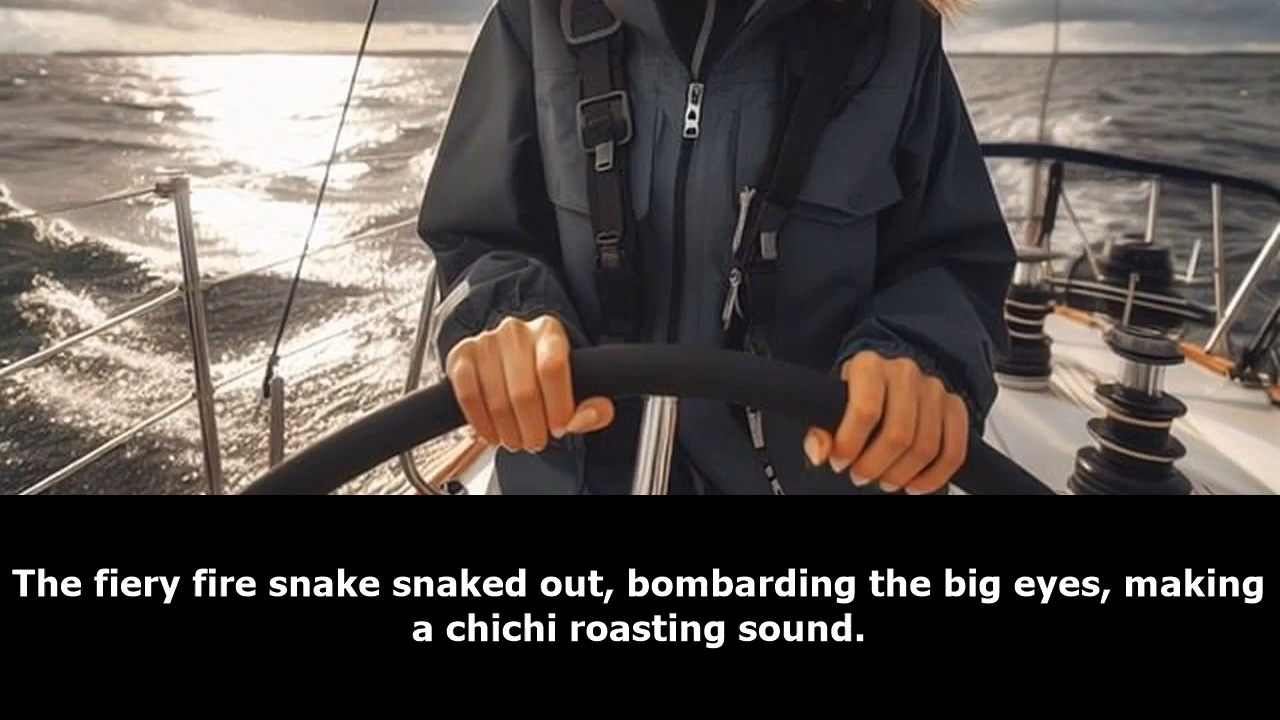 The fiery fire snake snaked out, bombarding the big eyes, making
a chichi roasting sound.